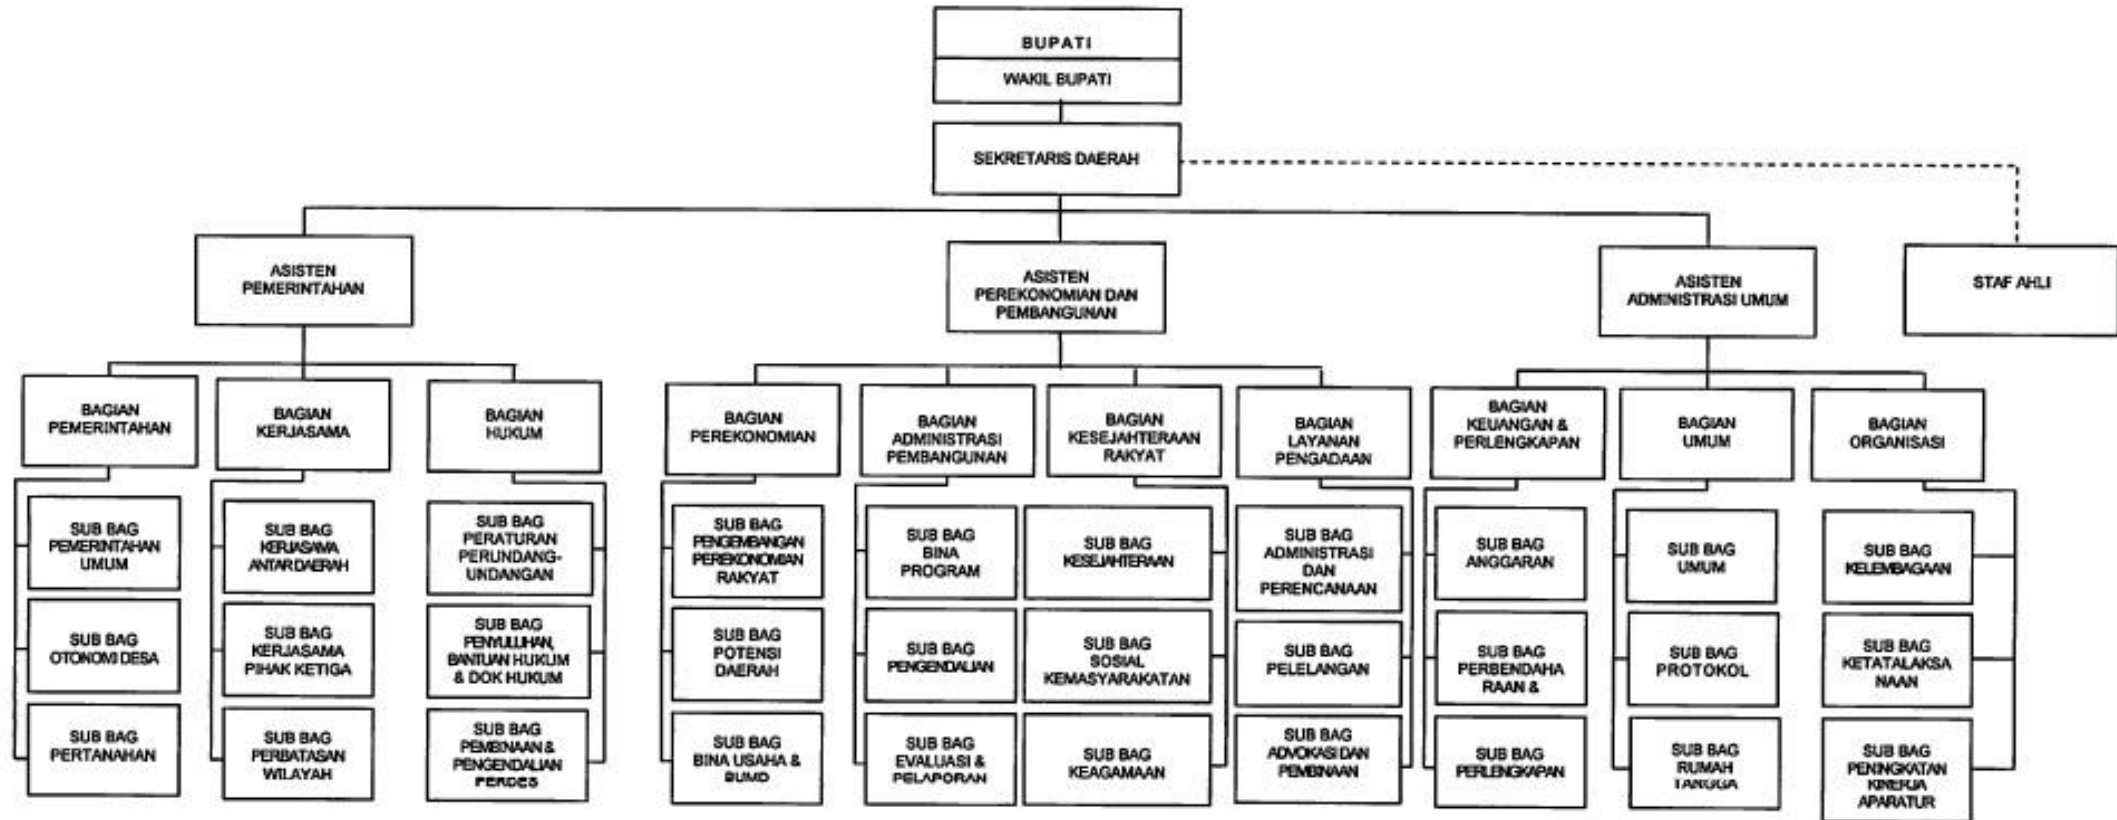 BUPATI
WAKIL BUPATI
SEKRETARIS DAERAH
ASISTEN
PEMERINTAHAN
ASISTEN
PEREKONOMIAN DAN
PEMBANGUNAN
ASISTEN
ADMINISTRASI UMUM
STAF AHLI
BAGIAN
PEMERINTAHAN
BAGIAN
KERJASAMA
BAGIAN
HUKUM
BAGIAN
PEREKONOMIAN
BAGIAN
ADMINISTRASI
PEMBANGUNAN
BAGIAN
KESEJAHTERAAN
RAKYAT
BAGIAN
LAYANAN
PENGADAAN
BAGIAN
KEUANGAN &
PERLENGKAPAN
BAGIAN
UMUM
BAGIAN
ORGANISASI
SUB BAG
PEMERINTAHAN
UMUM
SUB BAG
KERJASAMA
ANTAR DAERAH
SUB BAG
PERATURAN
PERUNDANG-
UNDANGAN
SUB BAG
PENGEMBANGAN
PEREKONOMIAN
RAKYAT
SUB BAG
BINA
PROGRAM
SUB BAG
KESEJAHTERAAN
SUB BAG
ADMINISTRASI
DAN
PERENCANAAN
SUB BAG
ANGGARAN
SUB BAG
UMUM
SUB BAG
KELEMBAGAAN
SUB BAG
OTONOMI DESA
SUB BAG
KERJASAMA
PIHAK KETIGA
SUB BAG
PENYULUHAN,
BANTUAN HUKUM
& DOK HUKUM
SUB BAG
POTENSI
DAERAH
SUB BAG
PENGENDALIAN
SUB BAG
SOSIAL
KEMASYARAKATAN
SUB BAG
PELELANGAN
SUB BAG
PERBENDAHA
RAAN &
SUB BAG
PROTOKOL
SUB BAG
KETATALAKSA
NAAN
SUB BAG
PERTANAHAN
SUB BAG
PERBATASAN
WILAYAH
SUB BAG
PEMBINAAN &
PENGENDALIAN
PERDES
SUB BAG
BINA USAHA &
BUMD
SUB BAG
EVALUASI &
PELAPORAN
SUB BAG
KEAGAMAAN
SUB BAG
ADVOKASI DAN
PEMBINAAN
SUB BAG
PERLENGKAPAN
SUB BAG
RUMAH
TANGGA
SUB BAG
PENINGKATAN
KINERJA
APARATUR